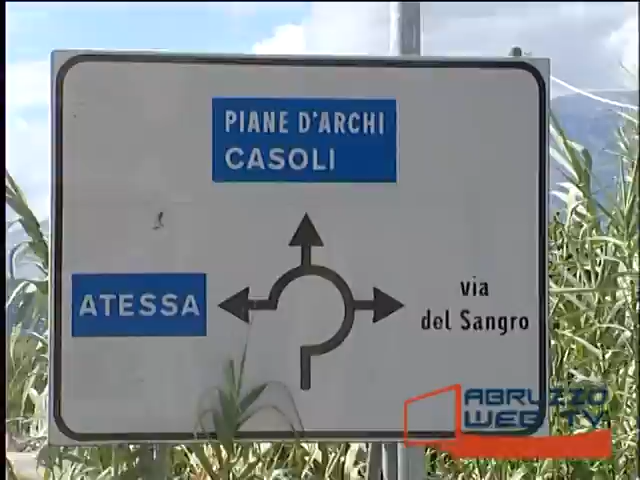 PIANE D'ARCHI
CASOLI
ATESSA
via
del Sangro
ABRUZZO
WEB TV